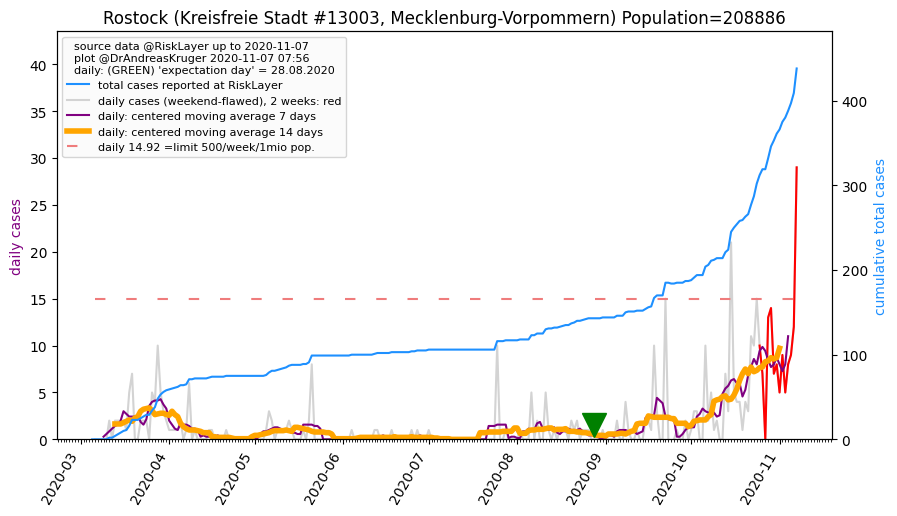 Rostock (Kreisfreie Stadt #13003, Mecklenburg-Vorpommern) Population=208886
source data @RiskLayer up to 2020-11-07
plot @DrAndreasKruger 2020-11-07 07:56
daily: (GREEN) 'expectation day' = 28.08.2020
total cases reported at RiskLayer
daily cases (weekend-flawed), 2 weeks: red
daily: centered moving average 7 days
daily: centered moving average 14 days
daily 14.92 =limit 500/week/1mio pop.
daily cases
40
35
30
25
20
15
10
5
0
cumulative total cases
400
300
200
100
0
2020-03
2020-04
2020-05
2020-06
2020-07
2020-08
2020-09
2020-10
2020-11